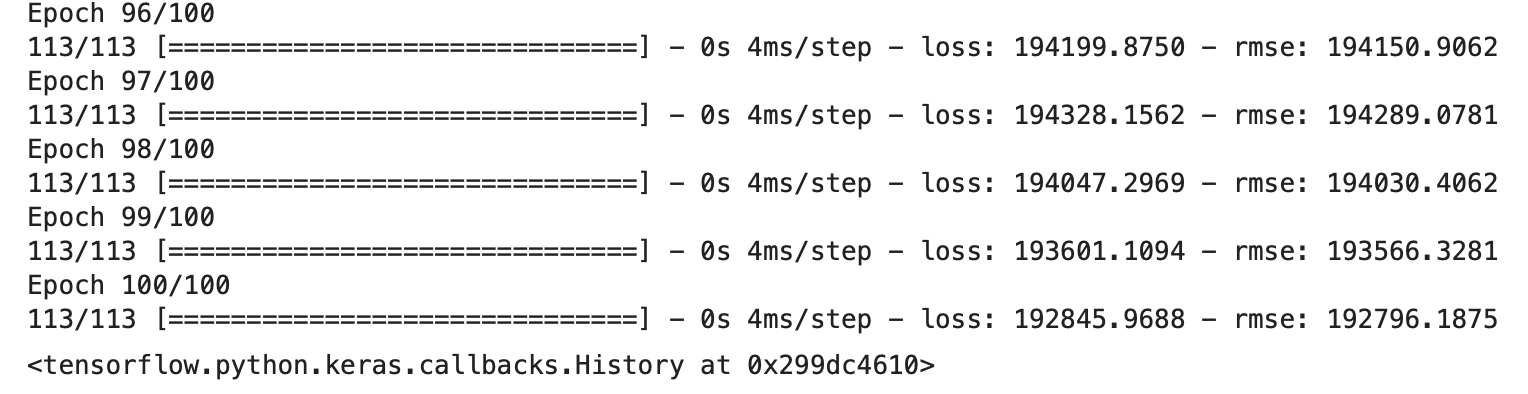 Epoch 96/100
113/113 [==============================] - 0s 4ms/step - loss: 194199.8750 - rmse: 194150.9062
Epoch 97/100
113/113 [==============================] - 0s 4ms/step - loss: 194328.1562 - rmse: 194289.0781
Epoch 98/100
113/113 [==============================] - 0s 4ms/step - loss: 194047.2969 - rmse: 194030.4062
Epoch 99/100
113/113 [==============================] - 0s 4ms/step - loss: 193601.1094 - rmse: 193566.3281
Epoch 100/100
113/113 [==============================] - 0s 4ms/step - loss: 192845.9688 - rmse: 192796.1875
<tensorflow.python.keras.callbacks.History at 0x299dc4610>